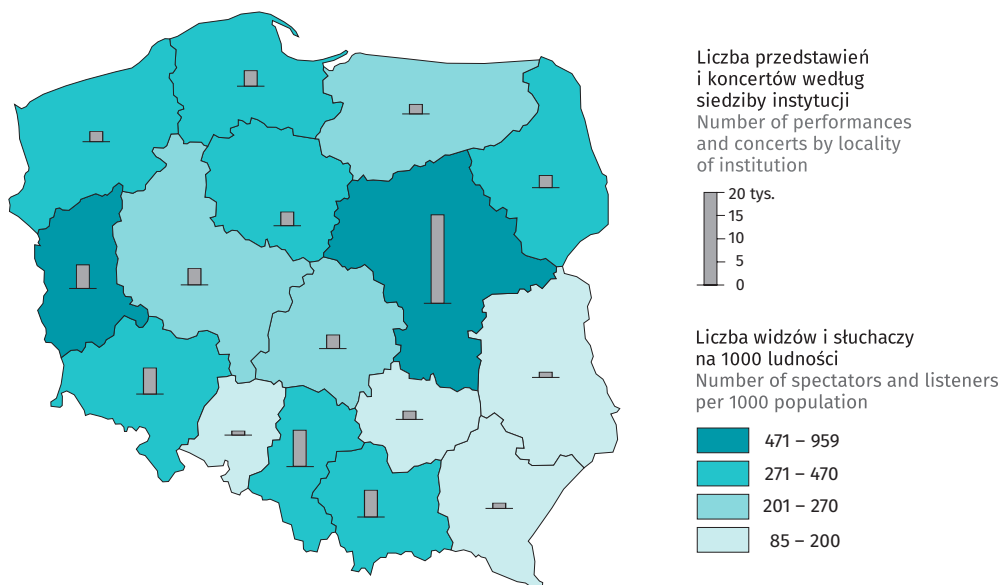 Liczba przedstawień
i koncertów według
siedziby instytucji
Number of performances
and concerts by locality
of institution
20 tys.
15
10
5
0
Liczba widzów i słuchaczy
na 1000 ludności
Number of spectators and listeners
per 1000 population
471 – 959
271 – 470
201 – 270
85 – 200